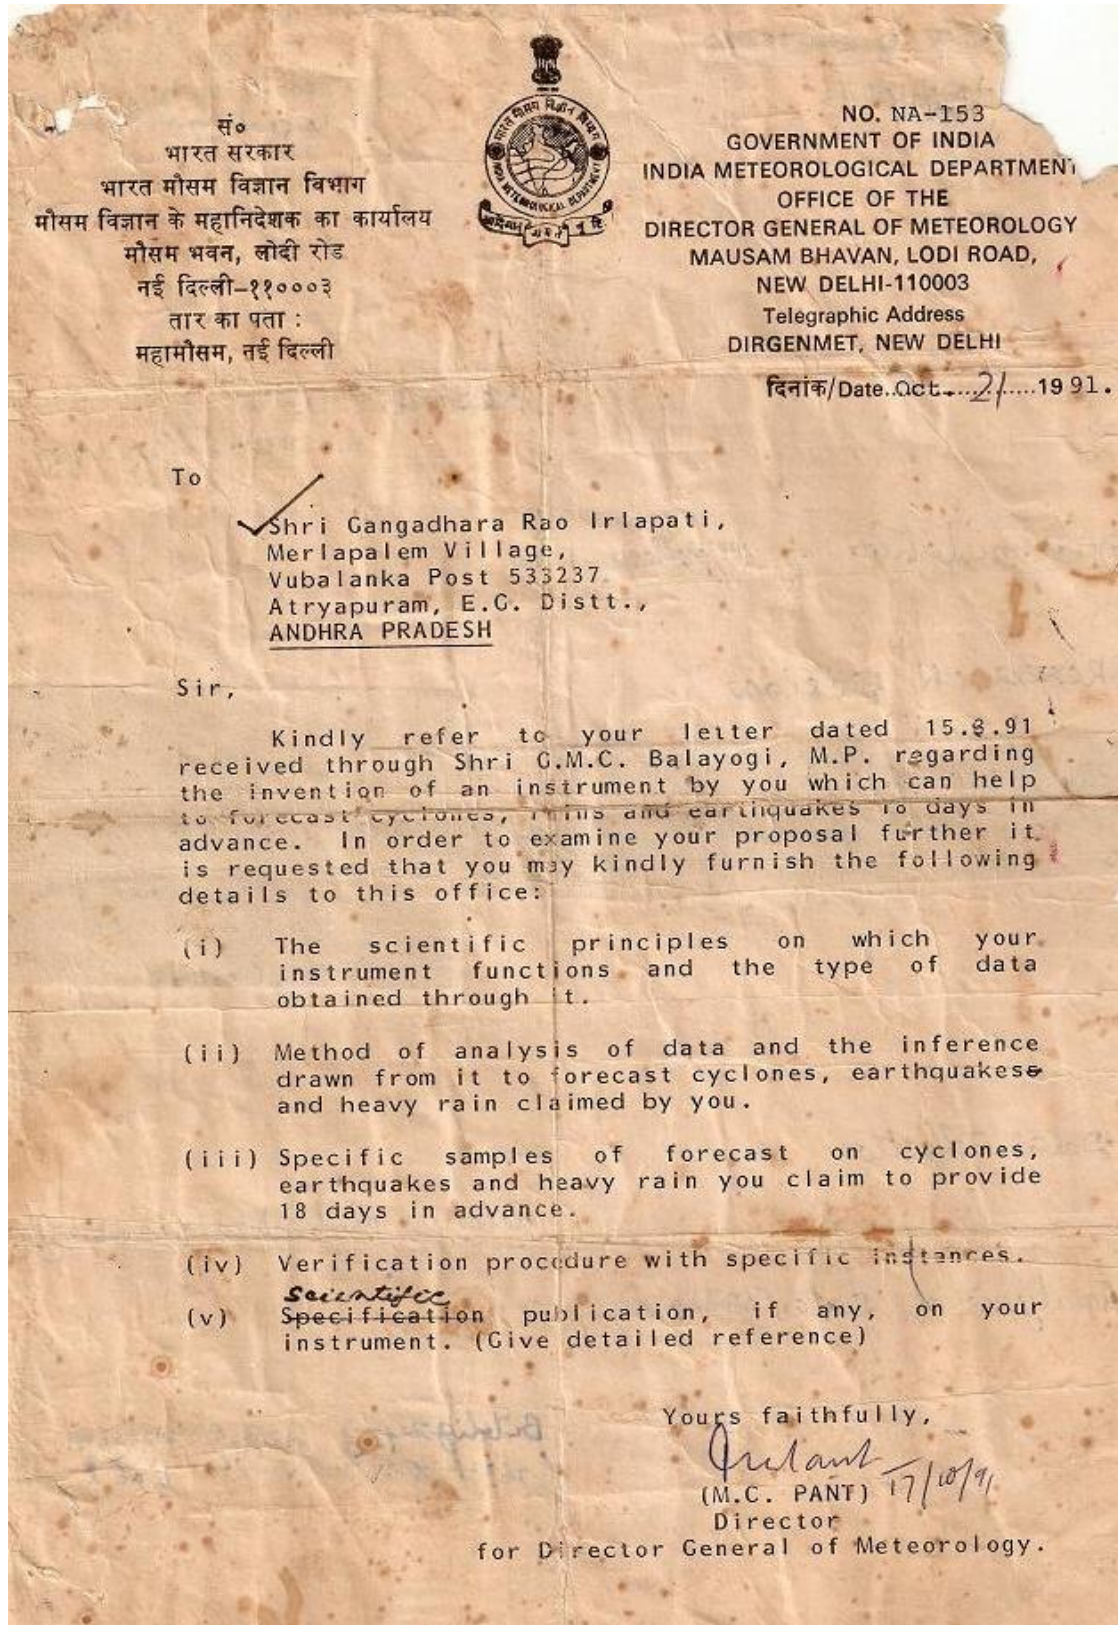 सं०
भारत सरकार
भारत मौसम विज्ञान विभाग
मौसम विज्ञान के महानिदेशक का कार्यालय
मौसम भवन, लोदी रोड
नई दिल्ली–११०००३
तार का पता :
महामौसम, नई दिल्ली
भारत मौसम विज्ञान विभाग
INDIA METEOROLOGICAL DEPARTMENT
NO. NA-153
GOVERNMENT OF INDIA
INDIA METEOROLOGICAL DEPARTMENT
OFFICE OF THE
DIRECTOR GENERAL OF METEOROLOGY
MAUSAM BHAVAN, LODI ROAD,
NEW DELHI-110003
Telegraphic Address
DIRGENMET, NEW DELHI
दिनांक/Date..Oct.....21.....1991.
To
Shri Gangadhara Rao Irlapati,
Merlapalem Village,
Vubalanka Post 533237
Atryapuram, E.G. Distt.,
ANDHRA PRADESH
Sir,
Kindly refer to your letter dated 15.8.91
received through Shri G.M.C. Balayogi, M.P. regarding
the invention of an instrument by you which can help
to forecast cyclones, rains and earthquakes 18 days in
advance. In order to examine your proposal further it
is requested that you may kindly furnish the following
details to this office:
(i) The scientific principles on which your
instrument functions and the type of data
obtained through it.
(ii) Method of analysis of data and the inference
drawn from it to forecast cyclones, earthquakes
and heavy rain claimed by you.
(iii) Specific samples of forecast on cyclones,
earthquakes and heavy rain you claim to provide
18 days in advance.
(iv) Verification procedure with specific instances.
scientific
(v) Specification publication, if any, on your
instrument. (Give detailed reference)
Yours faithfully,
(M.C. PANT) 17/10/91
Director
for Director General of Meteorology.